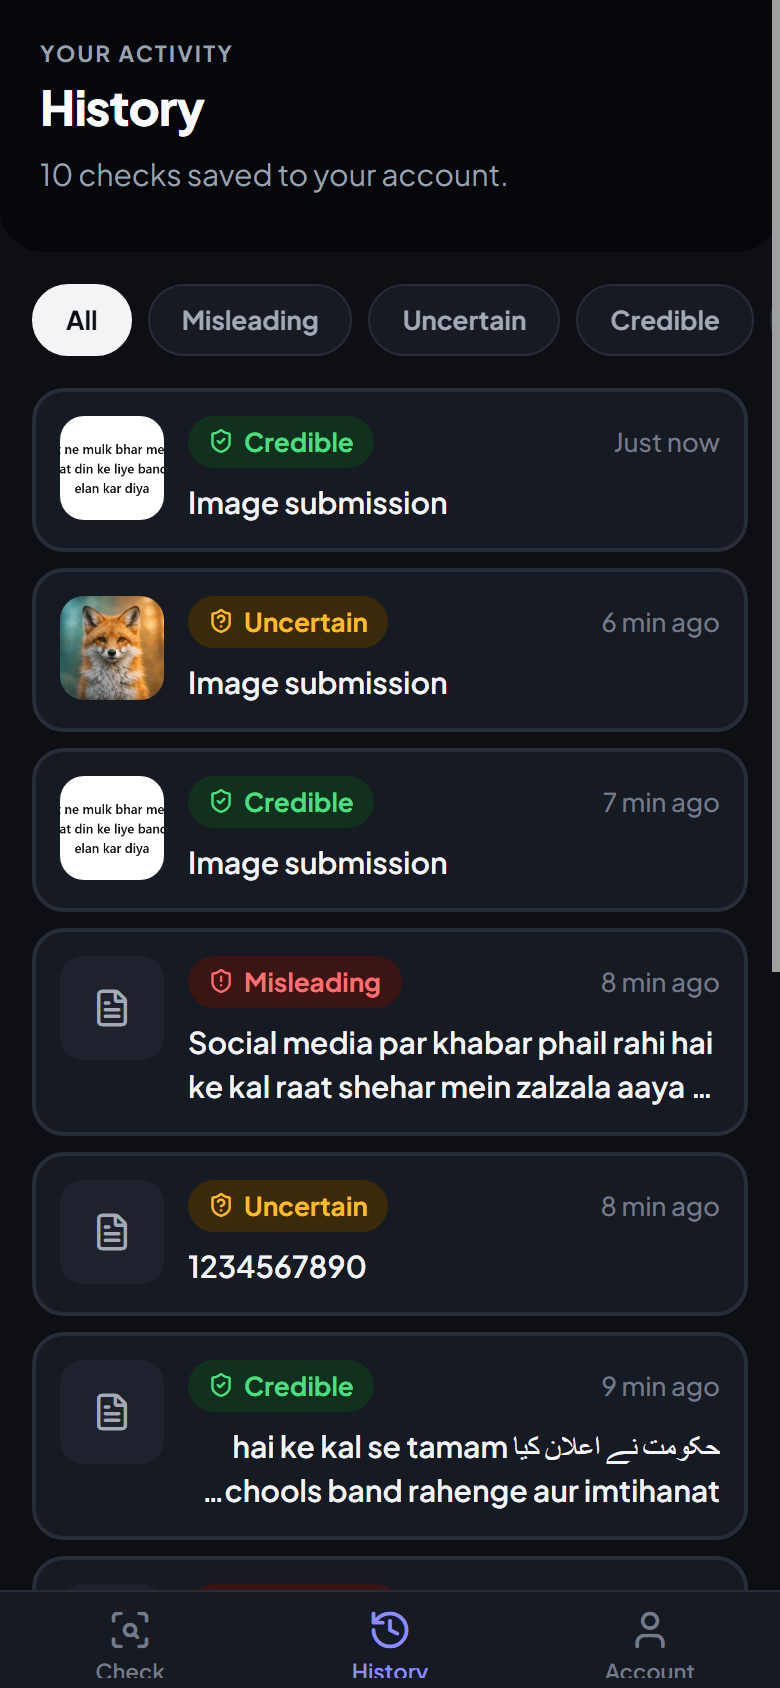 YOUR ACTIVITY
History
10 checks saved to your account.
All Misleading Uncertain Credible
ne mulk bhar me
at din ke liye band
elan kar diya
Credible Just now
Image submission
Uncertain 6 min ago
Image submission
ne mulk bhar me
at din ke liye band
elan kar diya
Credible 7 min ago
Image submission
Misleading 8 min ago
Social media par khabar phail rahi hai
ke kal raat shehar mein zalzala aaya ...
Uncertain 8 min ago
1234567890
Credible 9 min ago
حکومت نے اعلان کیا hai ke kal se tamam
chools band rahenge aur imtihanat...
Check History Account